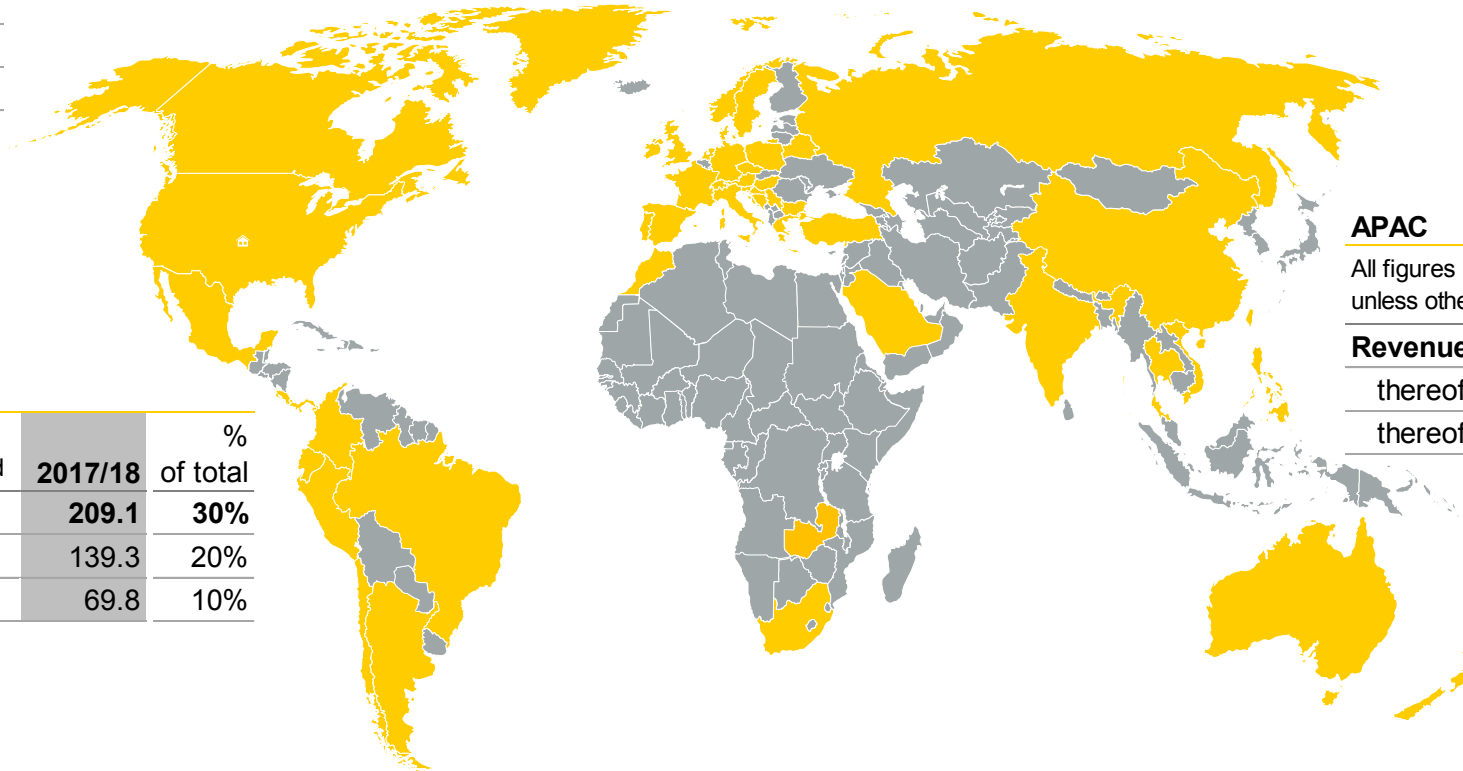 %
2017/18 of total
209.1 30%
139.3 20%
69.8 10%
APAC
All figures
unless othe
Revenue
thereof
thereof